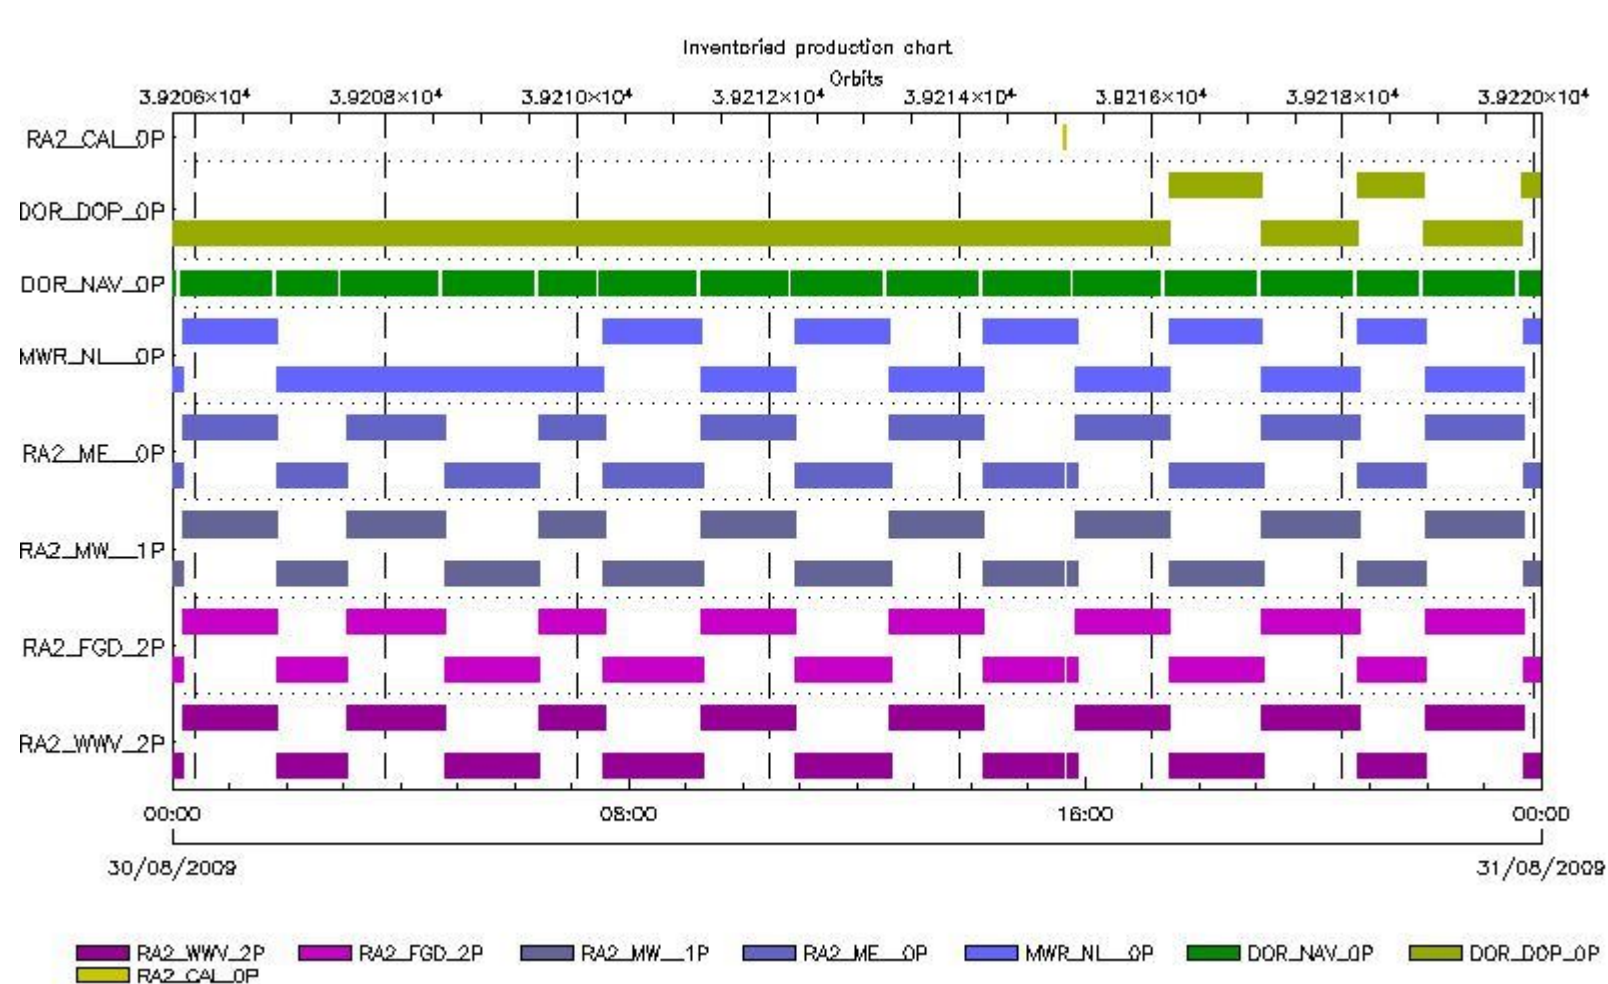 Inventoried production chart
Orbits
3.9206×10⁴ 3.9208×10⁴ 3.9210×10⁴ 3.9212×10⁴ 3.9214×10⁴ 3.9216×10⁴ 3.9218×10⁴ 3.9220×10⁴
RA2_CAL_0P
DOR_DOP_0P
DOR_NAV_0P
MWR_NL__0P
RA2_ME__0P
RA2_MW__1P
RA2_FGD_2P
RA2_WWV_2P
00:00 08:00 16:00 00:00
30/08/2009 31/08/2009
RA2_WWV_2P RA2_FGD_2P RA2_MW__1P RA2_ME__0P MWR_NL__0P DOR_NAV_0P DOR_DOP_0P
RA2_CAL_0P